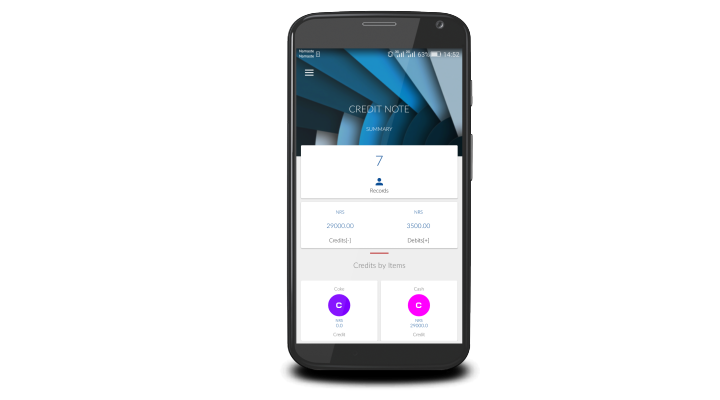 Namaste
Namaste
63% 14:52
CREDIT NOTE
SUMMARY
7
Records
NRS NRS
29000.00 3500.00
Credits[-] Debits[+]
Credits by Items
Cash
C C
NRS NRS
0.0 29000.0
Credit Credit